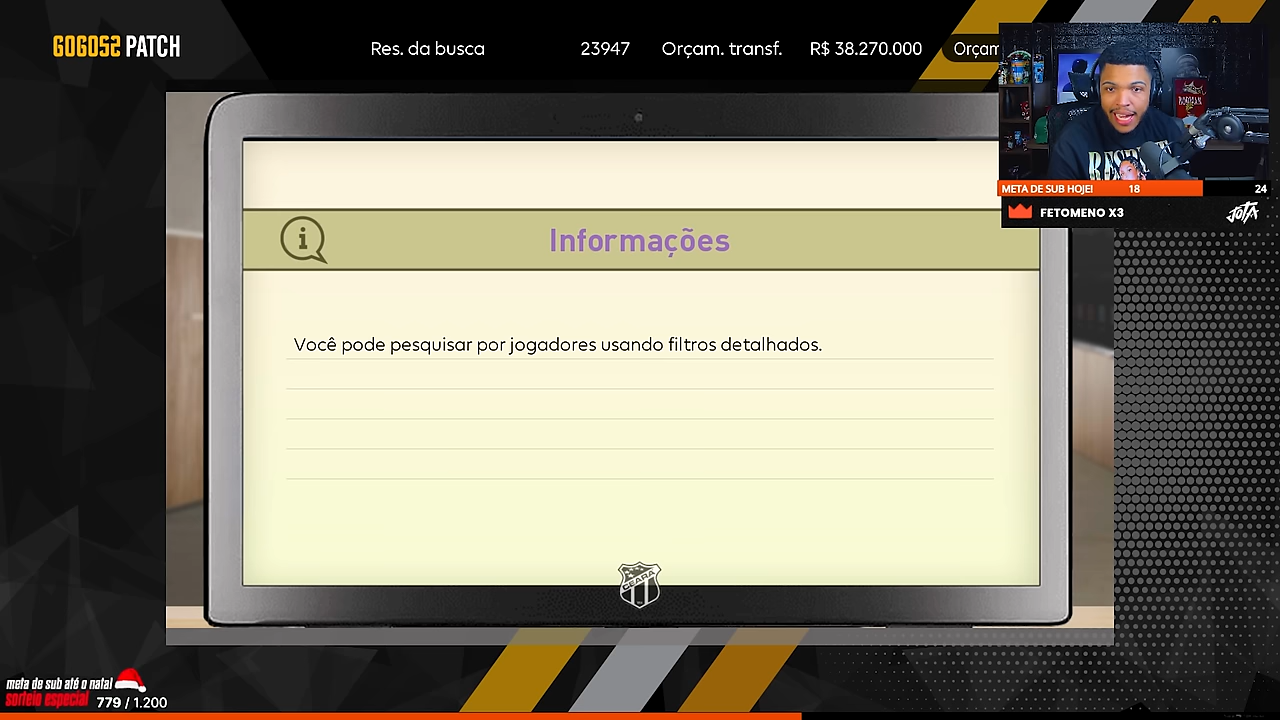 GOGOS2 PATCH
Res. da busca
23947
Orçam. transf.
R$ 38.270.000
Orçam
META DE SUB HOJE!
18
24
FETOMENO X3
JOTA
Informações
Você pode pesquisar por jogadores usando filtros detalhados.
CEARÁ
meta de sub até o natal
sorteio especial
779 / 1.200